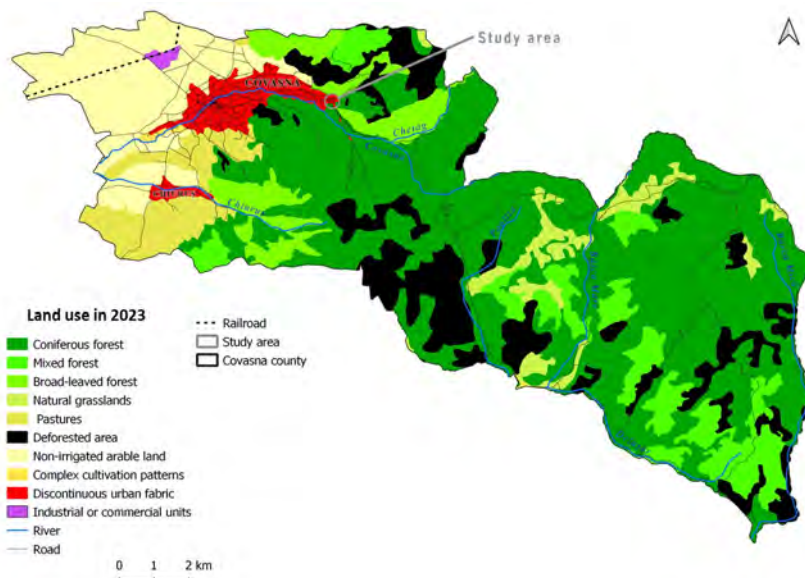 Study area
COVASNA
Chetag
Chiuruș
Land use in 2023
Coniferous forest
Mixed forest
Broad-leaved forest
Natural grasslands
Pastures
Deforested area
Non-irrigated arable land
Complex cultivation patterns
Discontinuous urban fabric
Industrial or commercial units
River
Road
Railroad
Study area
Covasna county
0 1 2 km